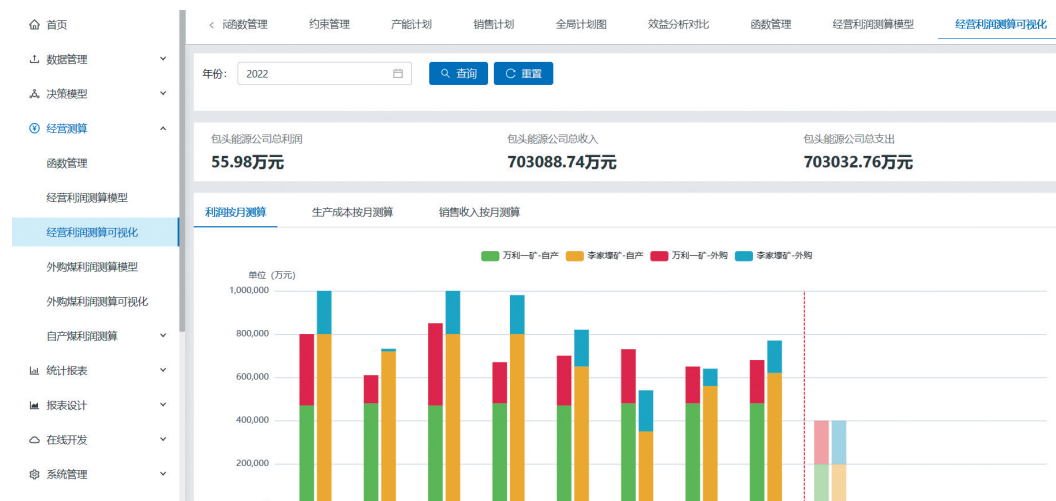 首页
数据管理
决策模型
经营测算
函数管理
经营利润测算模型
经营利润测算可视化
外购煤利润测算模型
外购煤利润测算可视化
自产煤利润测算
统计报表
报表设计
在线开发
系统管理
函数管理 约束管理 产能计划 销售计划 全局计划图 效益分析对比 函数管理 经营利润测算模型 经营利润测算可视化
年份： 2022 查询 重置
包头能源公司总利润 包头能源公司总收入 包头能源公司总支出
55.98万元 703088.74万元 703032.76万元
利润按月测算 生产成本按月测算 销售收入按月测算
万利一矿-自产 李家壕矿-自产 万利一矿-外购 李家壕矿-外购
单位（万元）
1,000,000
800,000
600,000
400,000
200,000